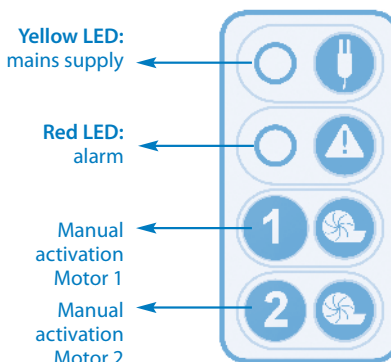 Yellow LED:
mains supply
Red LED:
alarm
Manual
activation
Motor 1
1
Manual
activation
Motor 2
2